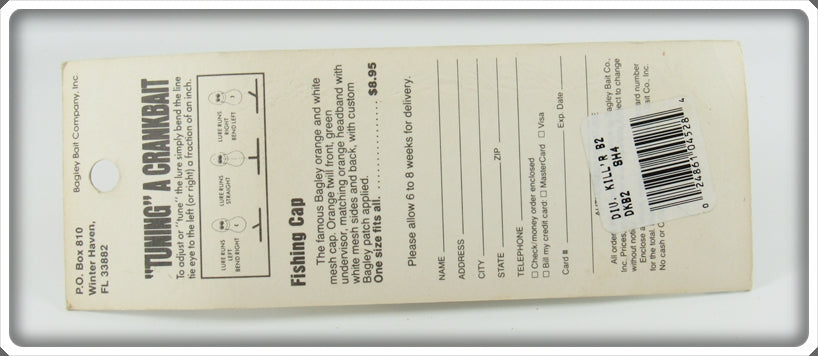 Bagley Bait Company, Inc.
P.O. Box 810
Winter Haven,
FL 33882
"TUNING" A CRANKBAIT
To adjust or "tune" the lure simply bend the line
tie eye to the left (or right) a fraction of an inch.
LURE RUNS
LEFT
BEND RIGHT
LURE RUNS
STRAIGHT
LURE RUNS
RIGHT
BEND LEFT
Fishing Cap
The famous Bagley orange and white
mesh cap. Orange twill front, green
undervisor, matching orange headband with
white mesh sides and back, with custom
Bagley patch applied.
One size fits all. . . . . . . . . . . . . . . . $8.95
Please allow 6 to 8 weeks for delivery.
NAME
ADDRESS
CITY
STATE ZIP
TELEPHONE
□ Check/money order enclosed
□ Bill my credit card: □ MasterCard □ Visa
Card # Exp. Date
All order agley Bait Co.,
Inc. Prices, ect to change
without noti
Enclose a ard number
for the total. ait Co., Inc.
No cash or C
DIV. KILL'R B2
BH4
DKB2
0 24861 04528 4